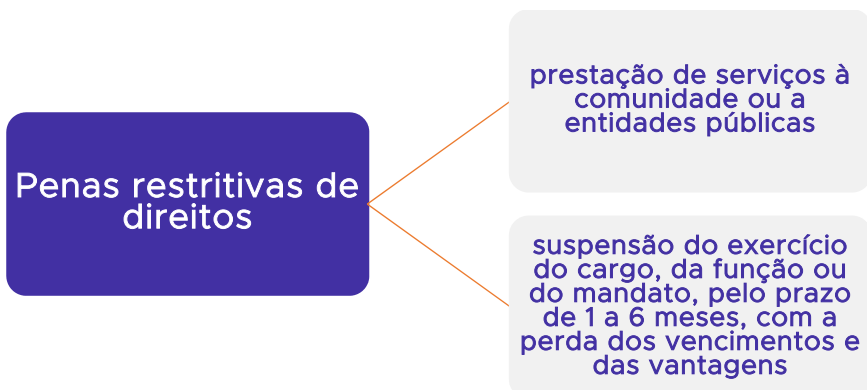 Penas restritivas de
direitos
prestação de serviços à
comunidade ou a
entidades públicas
suspensão do exercício
do cargo, da função ou
do mandato, pelo prazo
de 1 a 6 meses, com a
perda dos vencimentos e
das vantagens